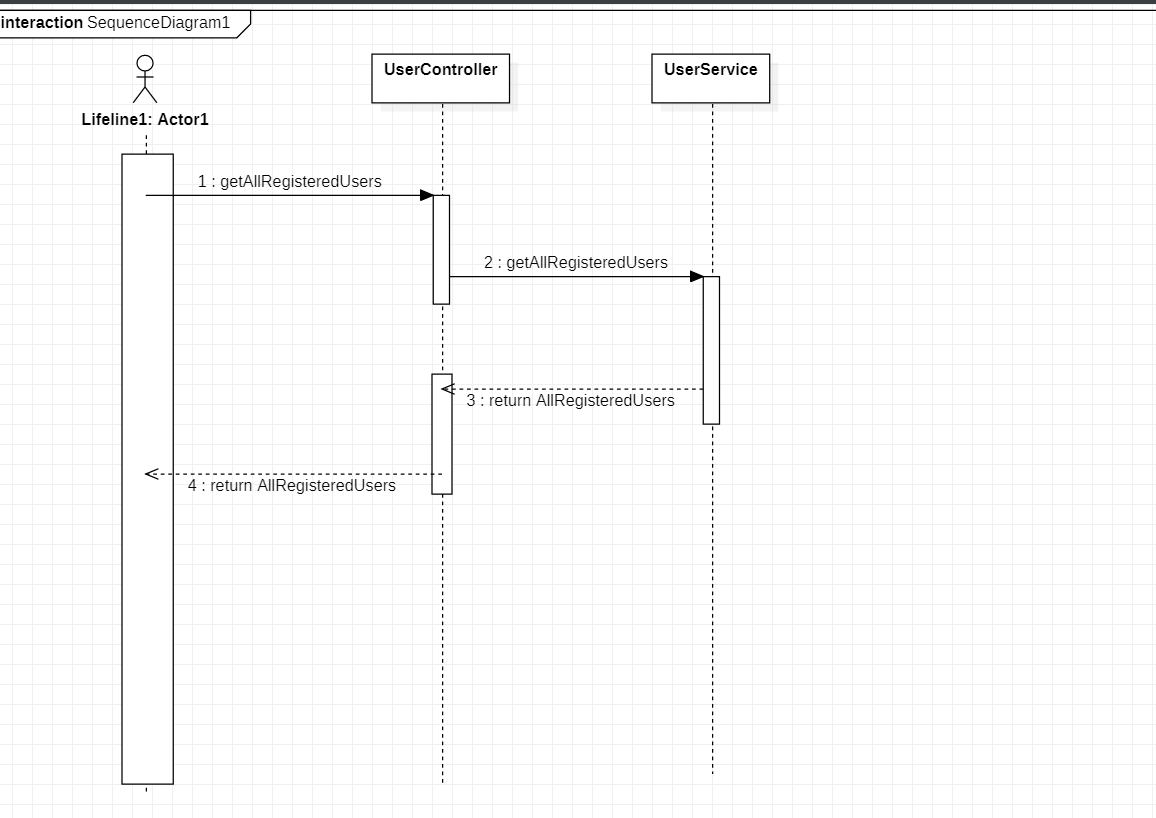 interaction SequenceDiagram1
Lifeline1: Actor1
UserController
UserService
1 : getAllRegisteredUsers
2 : getAllRegisteredUsers
3 : return AllRegisteredUsers
4 : return AllRegisteredUsers